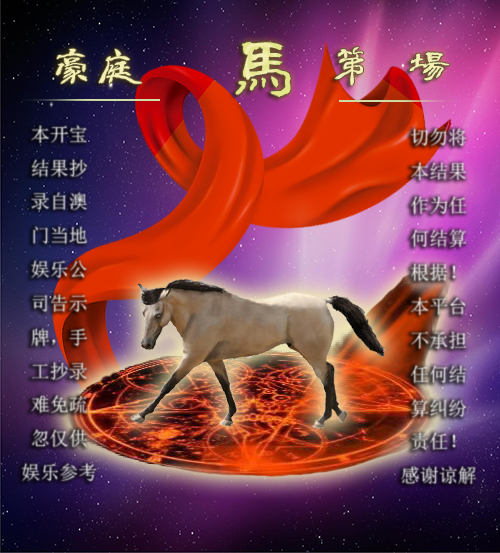 豪庭 馬 第 場
本开宝
结果抄
录自澳
门当地
娱乐公
司告示
牌，手
工抄录
难免疏
忽仅供
娱乐参考
切勿将
本结果
作为任
何结算
根据！
本平台
不承担
任何结
算纠纷
责任！
感谢谅解